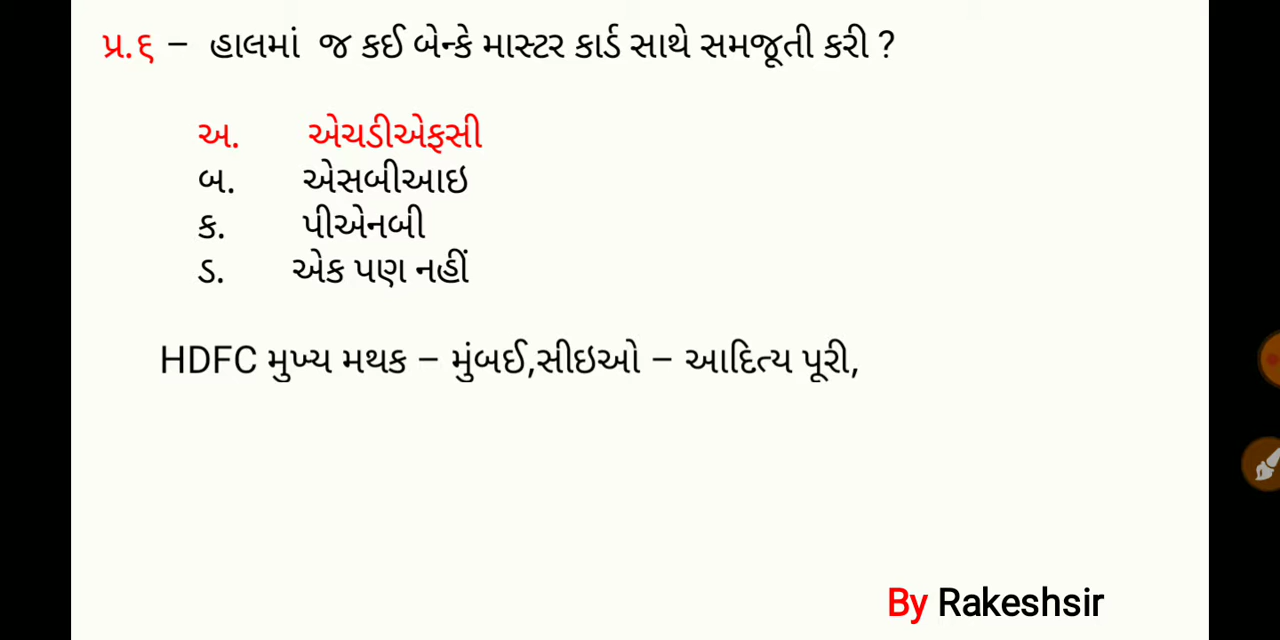 પ્ર.૬ – હાલમાં જ કઈ બેન્કે માસ્ટર કાર્ડ સાથે સમજૂતી કરી ?
અ. એચડીએફસી
બ. એસબીઆઇ
ક. પીએનબી
ડ. એક પણ નહીં
HDFC મુખ્ય મથક – મુંબઈ,સીઇઓ – આદિત્ય પૂરી,
By Rakeshsir